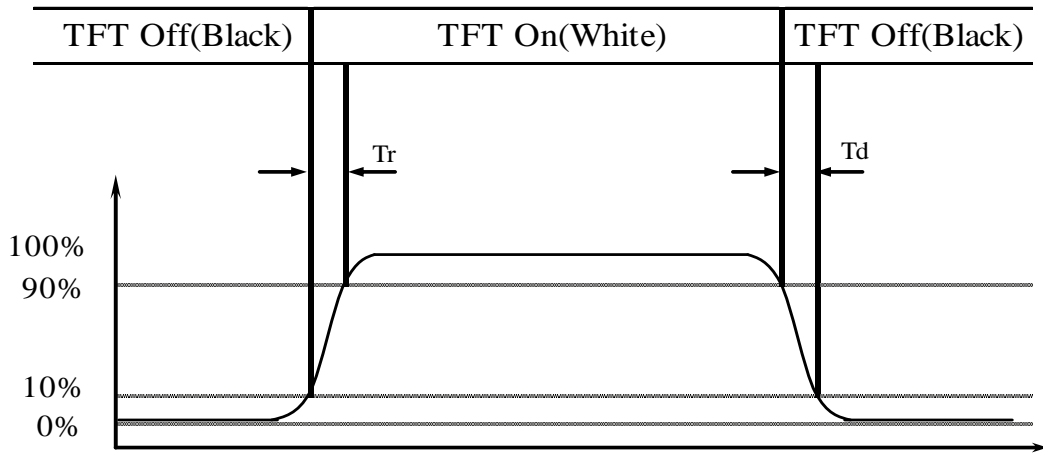 TFT Off(Black) TFT On(White) TFT Off(Black)
Tr Td
100%
90%
10%
0%